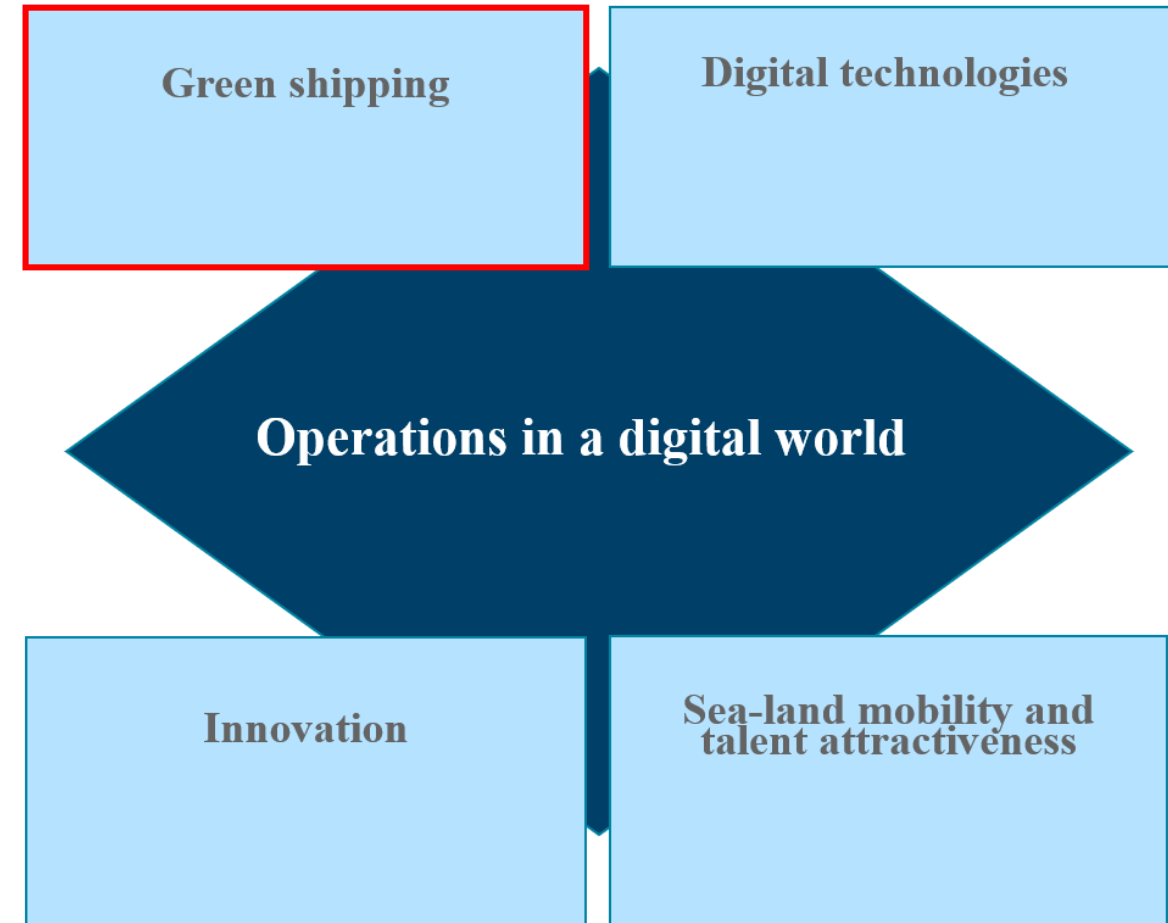 Green shipping
Digital technologies
Operations in a digital world
Innovation
Sea-land mobility and
talent attractiveness